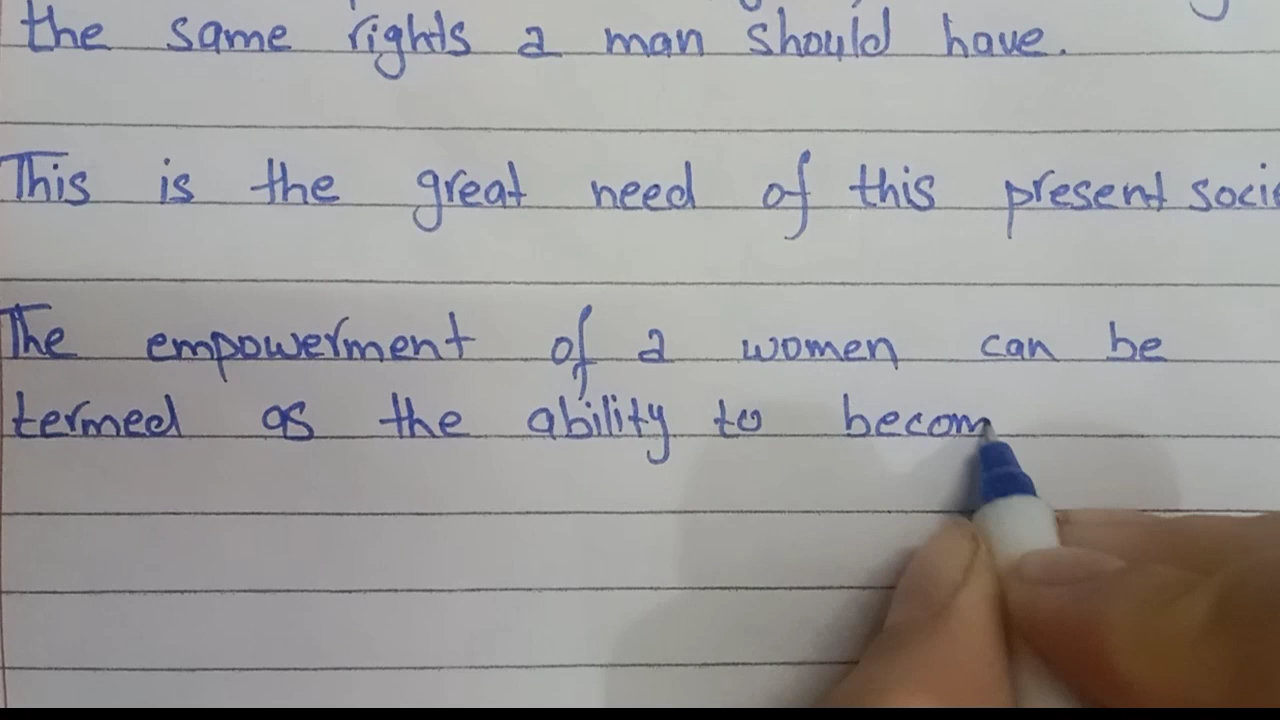 the same rights a man should have.
This is the great need of this present socie
The empowerment of a women can be
termed as the ability to becom